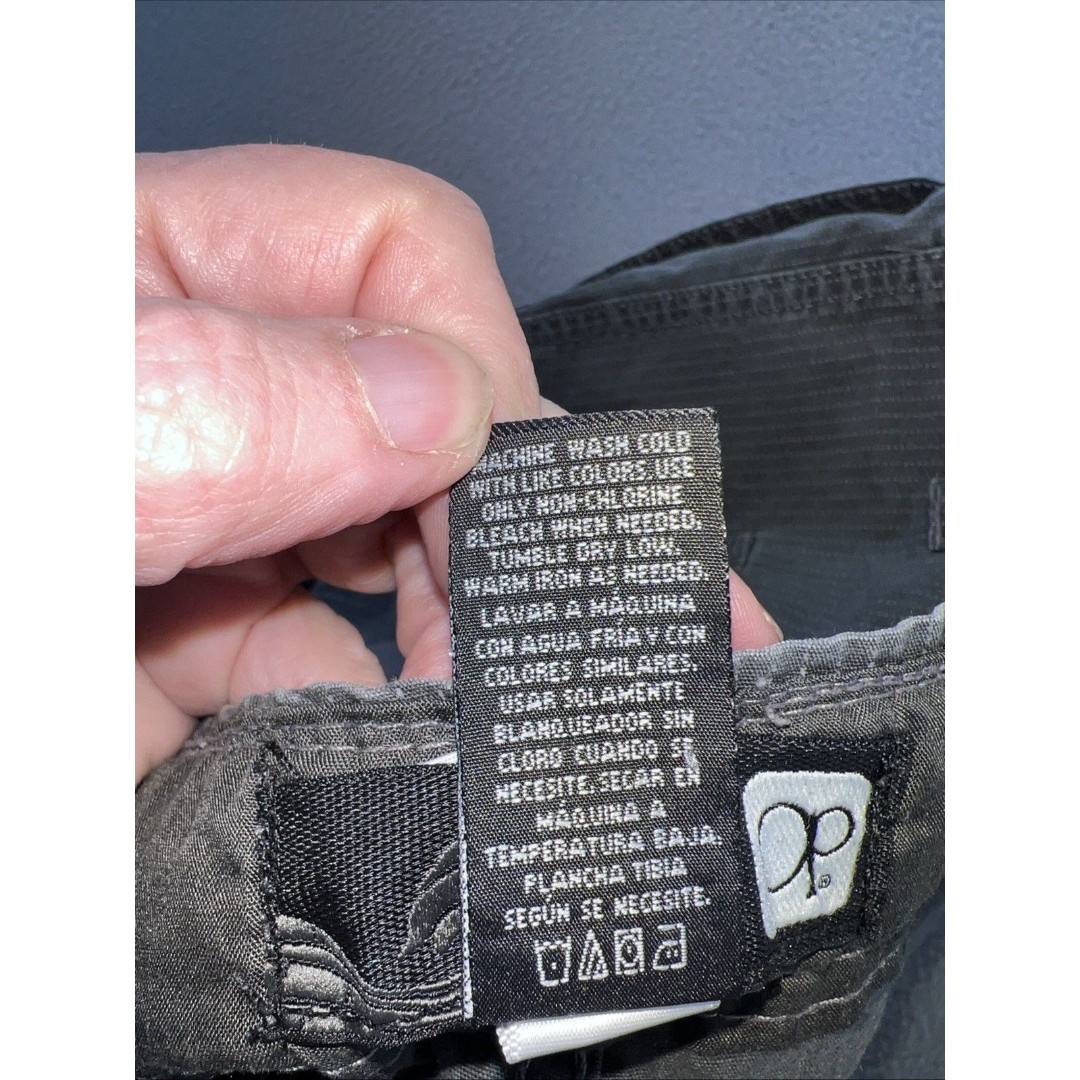 MACHINE WASH COLD
WITH LIKE COLORS USE
ONLY NON-CHLORINE
BLEACH WHEN NEEDED.
TUMBLE DRY LOW.
WARM IRON AS NEEDED.
LAVAR A MÁQUINA
CON AGUA FRIA Y CON
COLORES SIMILARES.
USAR SOLAMENTE
BLANQUEADOR SIN
CLORO CUANDO SE
NECESITE. SECAR EN
MÁQUINA A
TEMPERATURA BAJA.
PLANCHA TIBIA
SEGÚN SE NECESITE.
op®